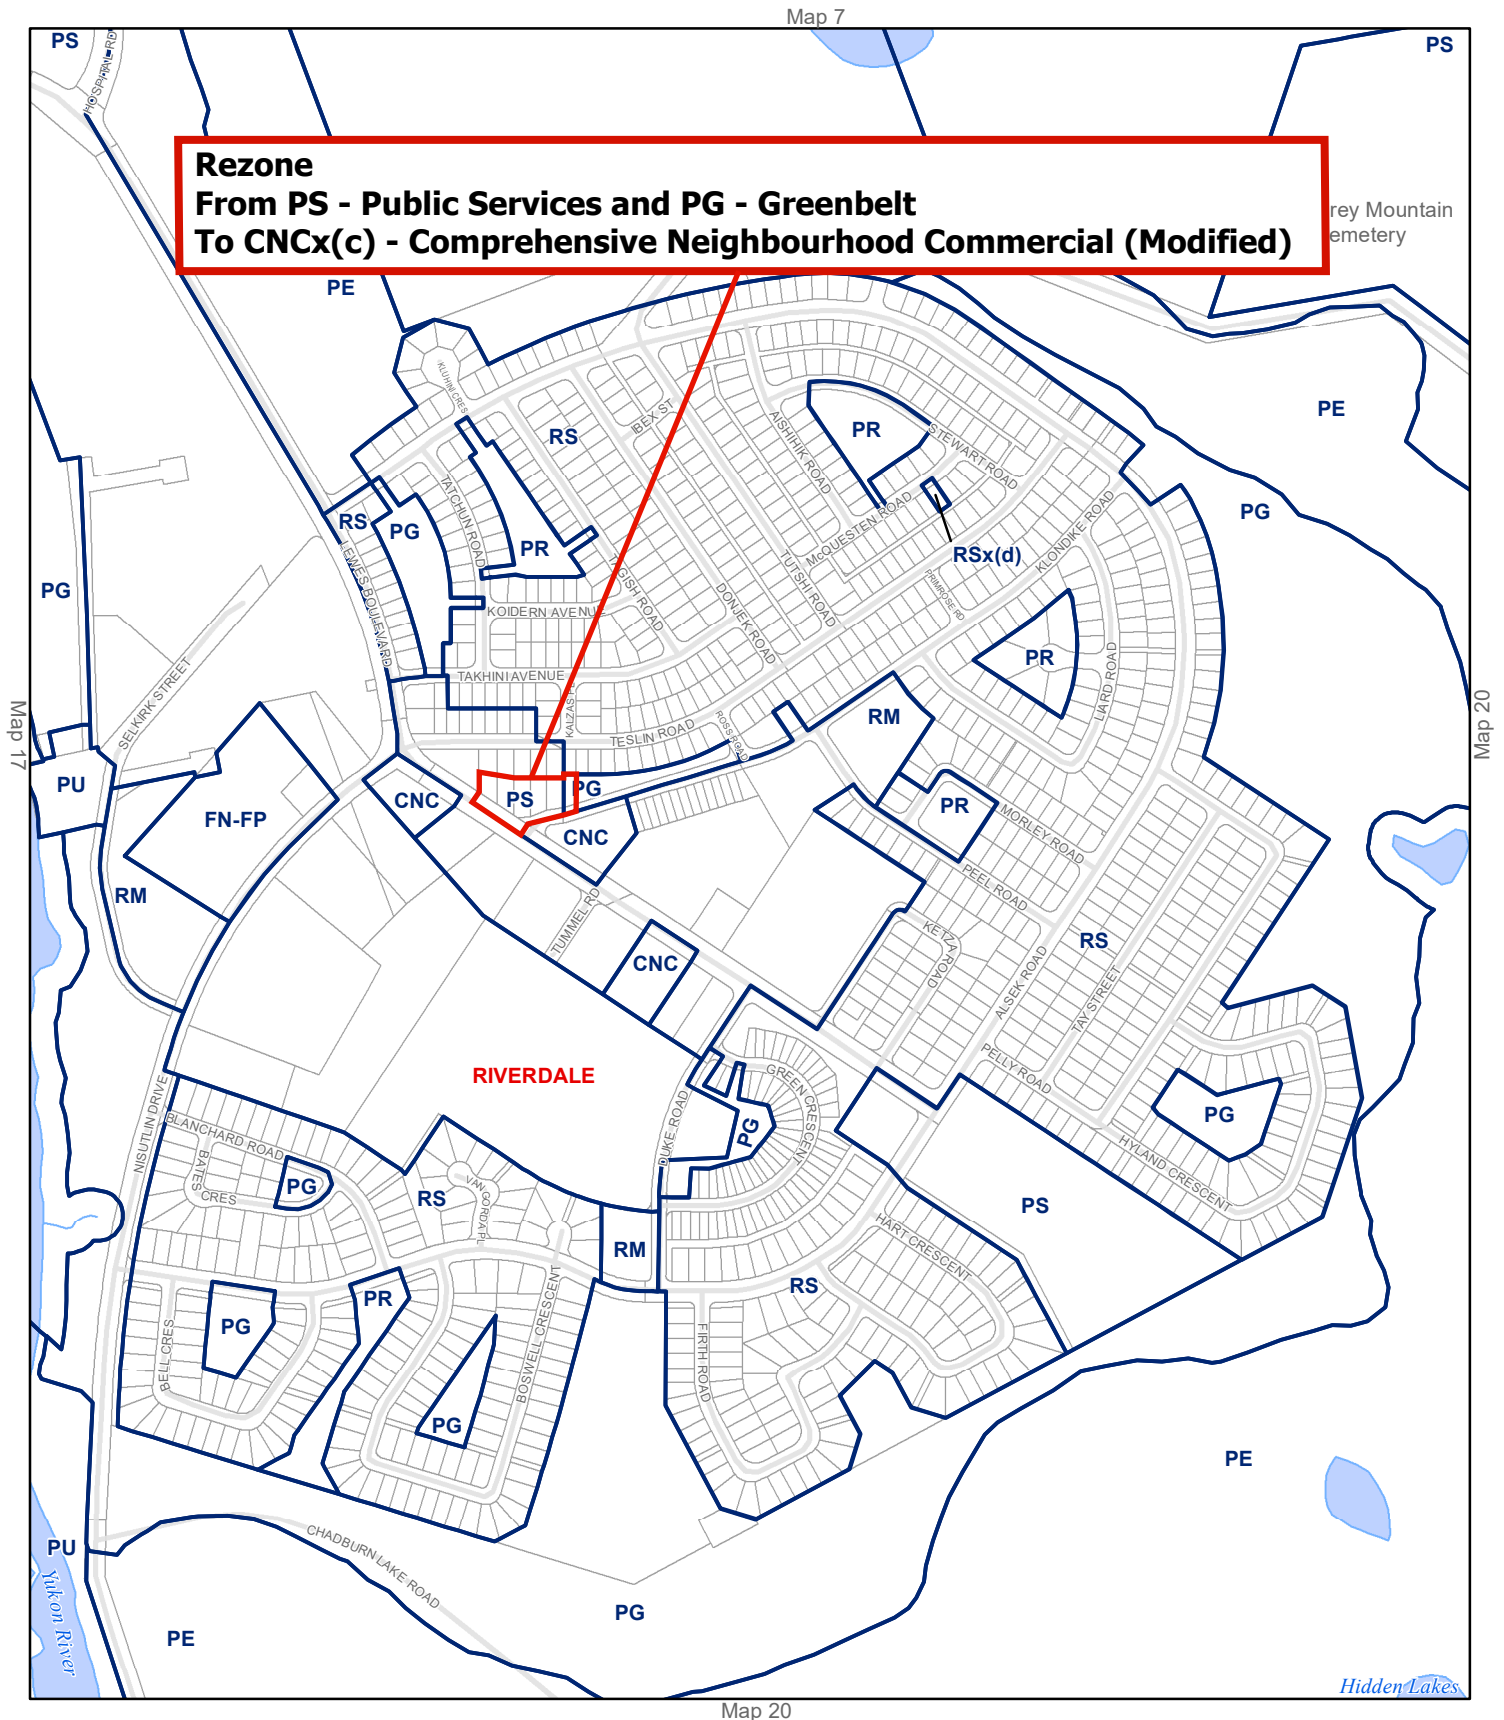 Map 7
PS
HOSPITAL RD
PS
Rezone
From PS - Public Services and PG - Greenbelt
To CNCx(c) - Comprehensive Neighbourhood Commercial (Modified)
rey Mountain
emetery
PE
KLUHINI CRES
PE
IBEX ST
RS
AISHIHIK ROAD
PR
STEWART ROAD
TATCHUN ROAD
RS
PG
McQUESTEN ROAD
KLONDIKE ROAD
PG
LEWES BOULEVARD
PR
TAGISH ROAD
TUTSHI ROAD
RSx(d)
PRIMROSE RD
PG
KOIDERN AVENUE
DONJEK ROAD
PR
LIARD ROAD
TAKHINI AVENUE
SELKIRK STREET
KALZAS ST
TESLIN ROAD
ROSS ROAD
RM
Map 17
Map 20
PU
CNC
PS
PG
FN-FP
CNC
PR
MORLEY ROAD
RM
PEEL ROAD
TUMMEL RD
KETZA ROAD
RS
CNC
ALSEK ROAD
TAY STREET
RIVERDALE
PELLY ROAD
GREEN CRESCENT
NISUTLIN DRIVE
BLANCHARD ROAD
DUKE ROAD
PG
PG
HYLAND CRESCENT
BATES
CRES
PG
RS
VAN GORDA PL
PS
HART CRESCENT
RM
RS
PR
PG
BELL CRES
BOSWELL CRESCENT
FIRTH ROAD
PG
PE
PU
CHADBURN LAKE ROAD
Yukon River
PG
PE
Hidden Lakes
Map 20